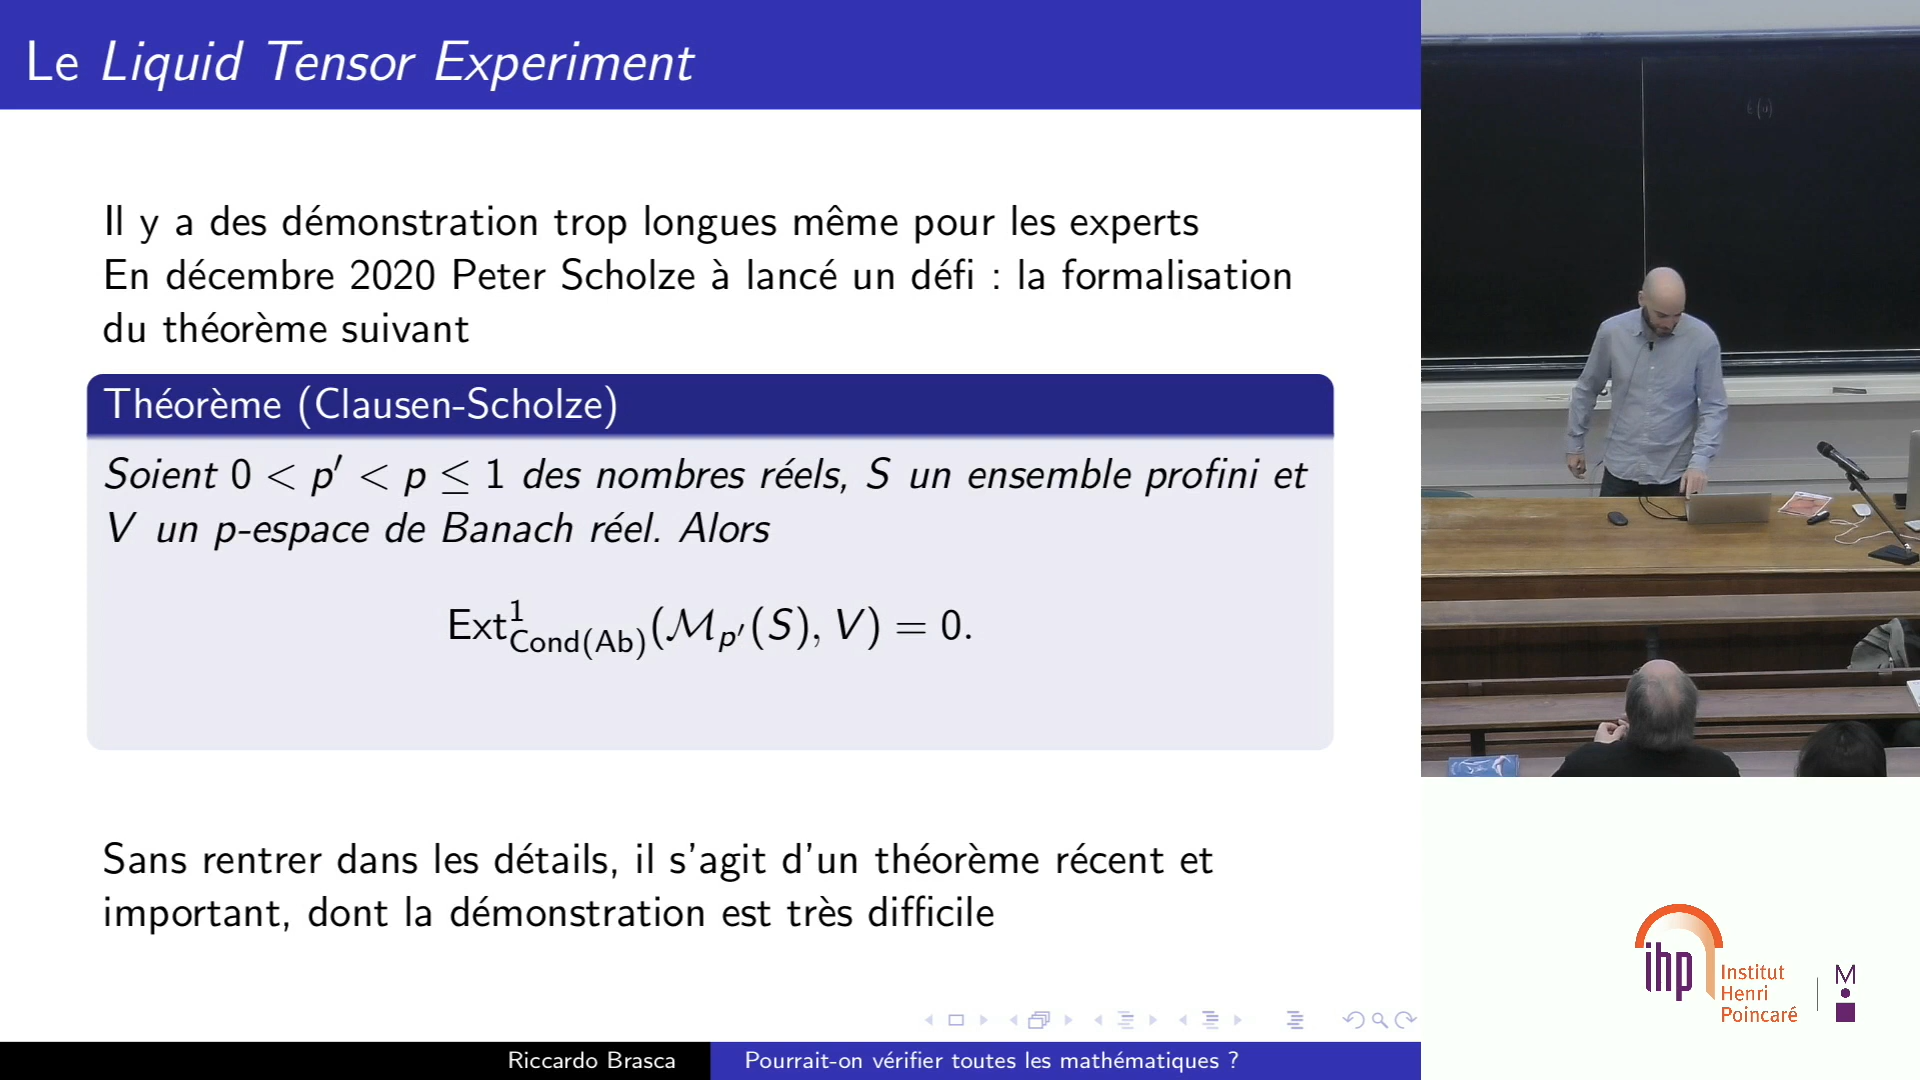 Le Liquid Tensor Experiment
Il y a des démonstration trop longues même pour les experts
En décembre 2020 Peter Scholze à lancé un défi : la formalisation
du théorème suivant
Théorème (Clausen-Scholze)
Soient 0 < p′ < p ≤ 1 des nombres réels, S un ensemble profini et
V un p-espace de Banach réel. Alors
Ext¹_Cond(Ab)(ℳ_p′(S), V) = 0.
Sans rentrer dans les détails, il s'agit d'un théorème récent et
important, dont la démonstration est très difficile
Riccardo Brasca
Pourrait-on vérifier toutes les mathématiques ?
ihp
Institut
Henri
Poincaré
M